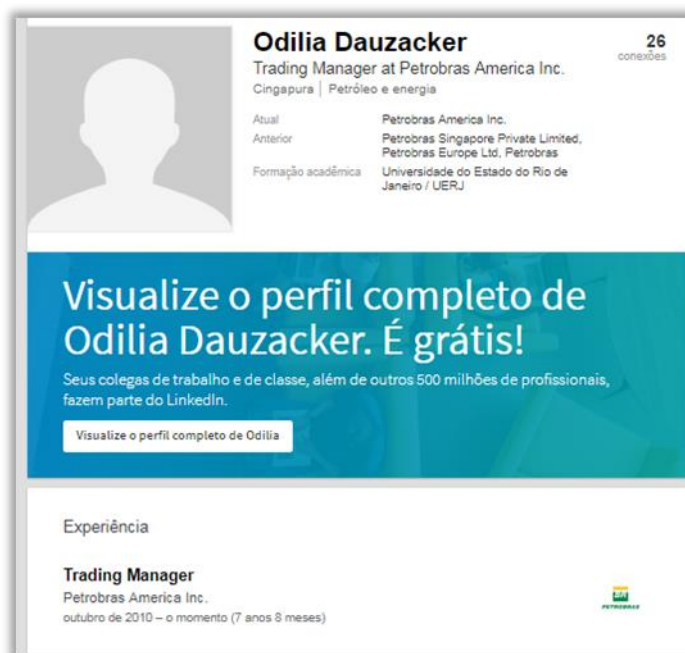 Odilia Dauzacker
26
conexões
Trading Manager at Petrobras America Inc.
Cingapura | Petróleo e energia
Atual Petrobras America Inc.
Anterior Petrobras Singapore Private Limited,
Petrobras Europe Ltd, Petrobras
Formação acadêmica Universidade do Estado do Rio de
Janeiro / UERJ
Visualize o perfil completo de
Odilia Dauzacker. É grátis!
Seus colegas de trabalho e de classe, além de outros 500 milhões de profissionais,
fazem parte do LinkedIn.
Visualize o perfil completo de Odilia
Experiência
Trading Manager
Petrobras America Inc.
outubro de 2010 – o momento (7 anos 8 meses)
BR
PETROBRAS